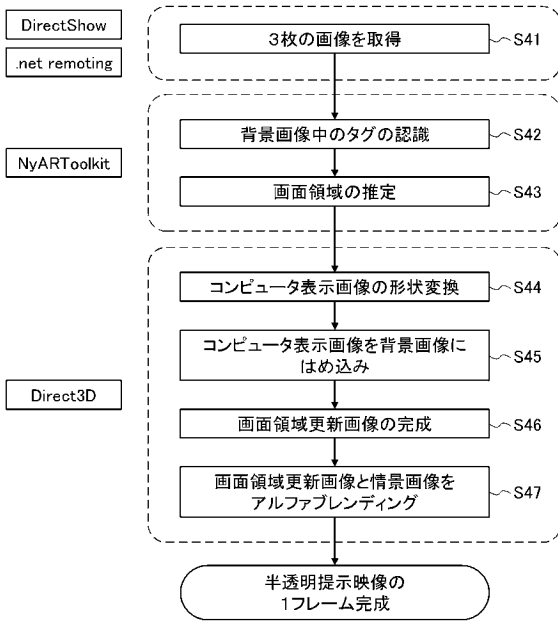 DirectShow
.net remoting
3枚の画像を取得
S41
NyARToolkit
背景画像中のタグの認識
S42
画面領域の推定
S43
Direct3D
コンピュータ表示画像の形状変換
S44
コンピュータ表示画像を背景画像に
はめ込み
S45
画面領域更新画像の完成
S46
画面領域更新画像と情景画像を
アルファブレンディング
S47
半透明提示映像の
1フレーム完成